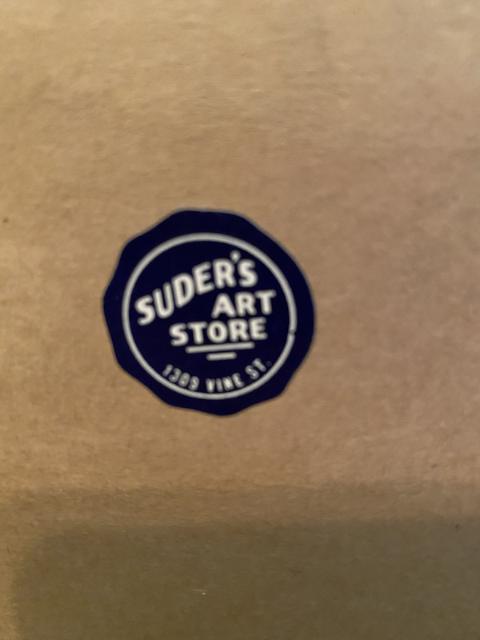 SUDER'S
ART
STORE
1309 VINE ST.